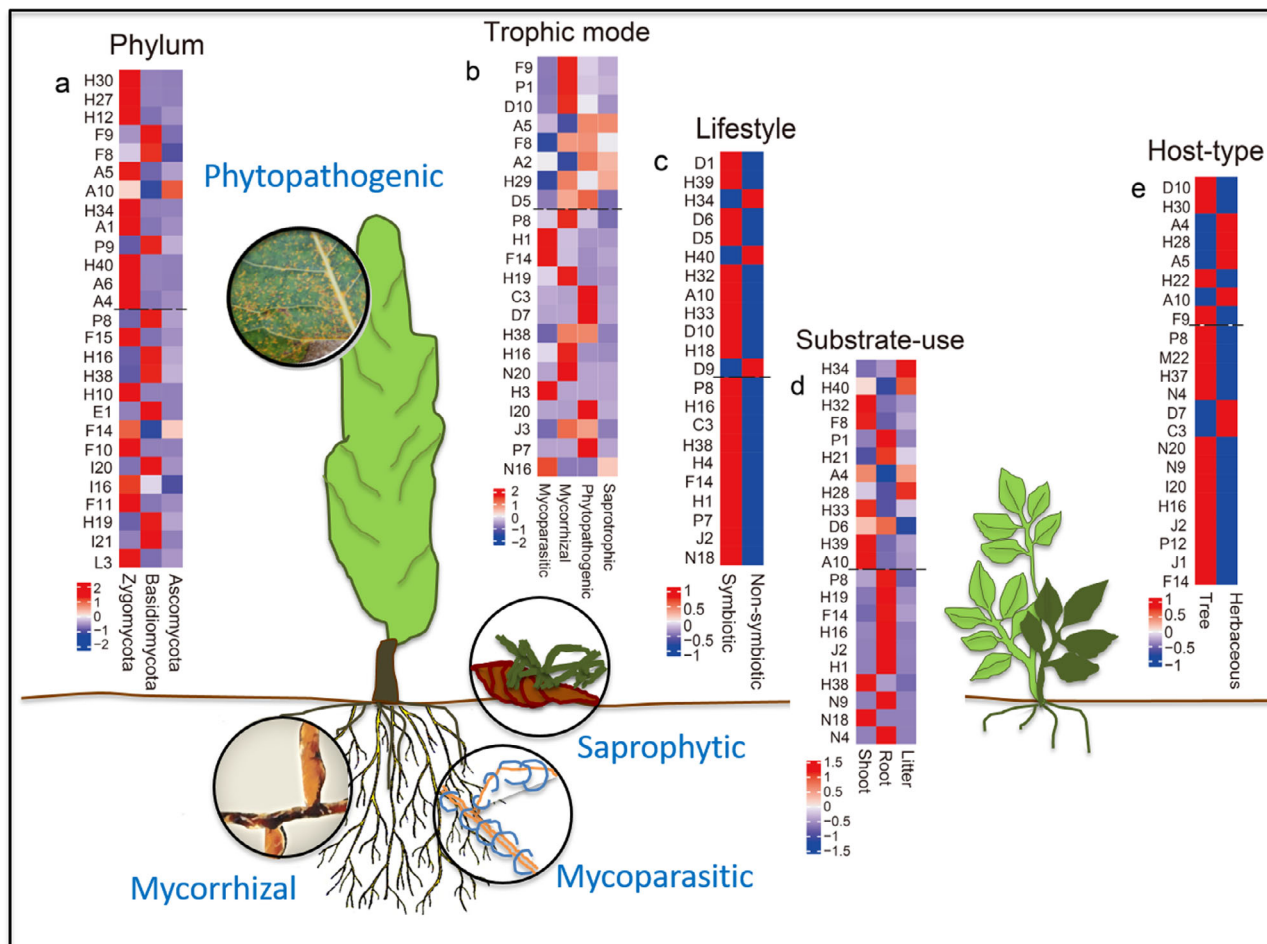 Phylum
a
H30
H27
H12
F9
F8
A5
A10
H34
A1
P9
H40
A6
A4
P8
F15
H16
H38
H10
E1
F14
F10
I20
I16
F11
H19
I21
L3
Zygomycota
Basidiomycota
Ascomycota
2
1
0
-1
-2
Trophic mode
b
F9
P1
D10
A5
F8
A2
H29
D5
P8
H1
F14
H19
C3
D7
H38
H16
N20
H3
I20
J3
P7
N16
Mycoparasitic
Mycorrhizal
Phytopathogenic
Saprotrophic
2
1
0
-1
-2
Lifestyle
c
D1
H39
H34
D6
D5
H40
H32
A10
H33
D10
H18
D9
P8
H16
C3
H38
H4
F14
H1
P7
J2
N18
Symbiotic
Non-symbiotic
1
0.5
0
-0.5
-1
Substrate-use
d
H34
H40
H32
F8
P1
H21
A4
H28
H33
D6
H39
A10
P8
H19
F14
H16
J2
H1
H38
N9
N18
N4
Shoot
Root
Litter
1.5
1
0.5
0
-0.5
-1
-1.5
Host-type
e
D10
H30
A4
H28
A5
H22
A10
F9
P8
M22
H37
N4
D7
C3
N20
N9
I20
H16
J2
P12
J1
F14
Tree
Herbaceous
1
0.5
0
-0.5
-1
Phytopathogenic
Saprophytic
Mycorrhizal
Mycoparasitic